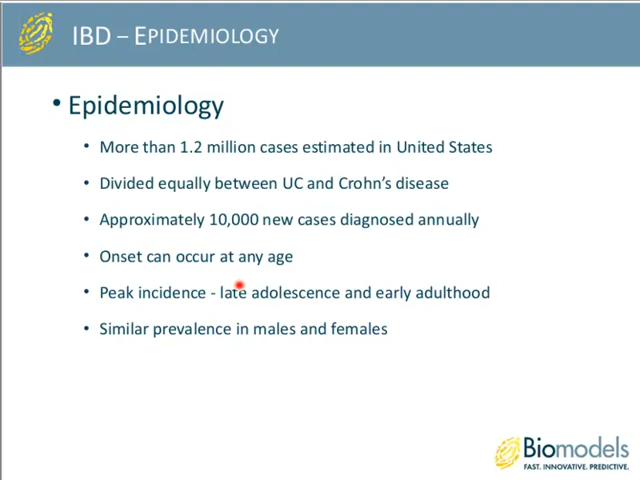 IBD – EPIDEMIOLOGY
• Epidemiology
• More than 1.2 million cases estimated in United States
• Divided equally between UC and Crohn’s disease
• Approximately 10,000 new cases diagnosed annually
• Onset can occur at any age
• Peak incidence - late adolescence and early adulthood
• Similar prevalence in males and females
Biomodels
FAST. INNOVATIVE. PREDICTIVE.